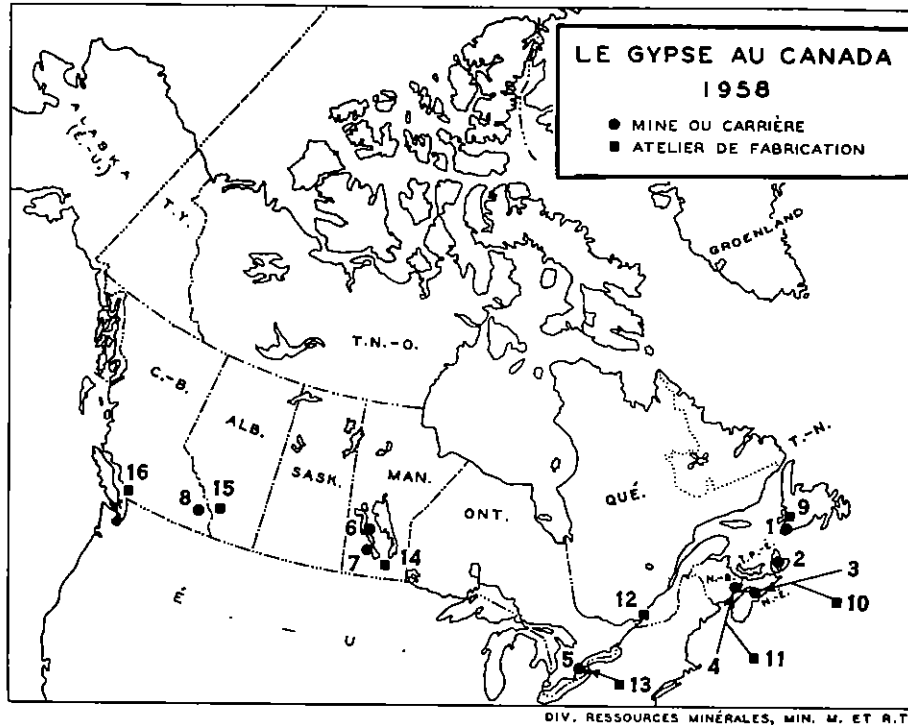 LE GYPSE AU CANADA
1958
● MINE OU CARRIÈRE
■ ATELIER DE FABRICATION
ALASKA
(É.-U.)
T.Y.
GROENLAND
T.N.-O.
C.-B.
ALB.
SASK.
MAN.
ONT.
QUÉ.
T.-N.
16
8
15
6
7
14
9
1
T.P.-É.
2
N.-B.
3
N.-É.
10
12
4
11
5
13
É.-U
DIV. RESSOURCES MINÉRALES, MIN. M. ET R.T.